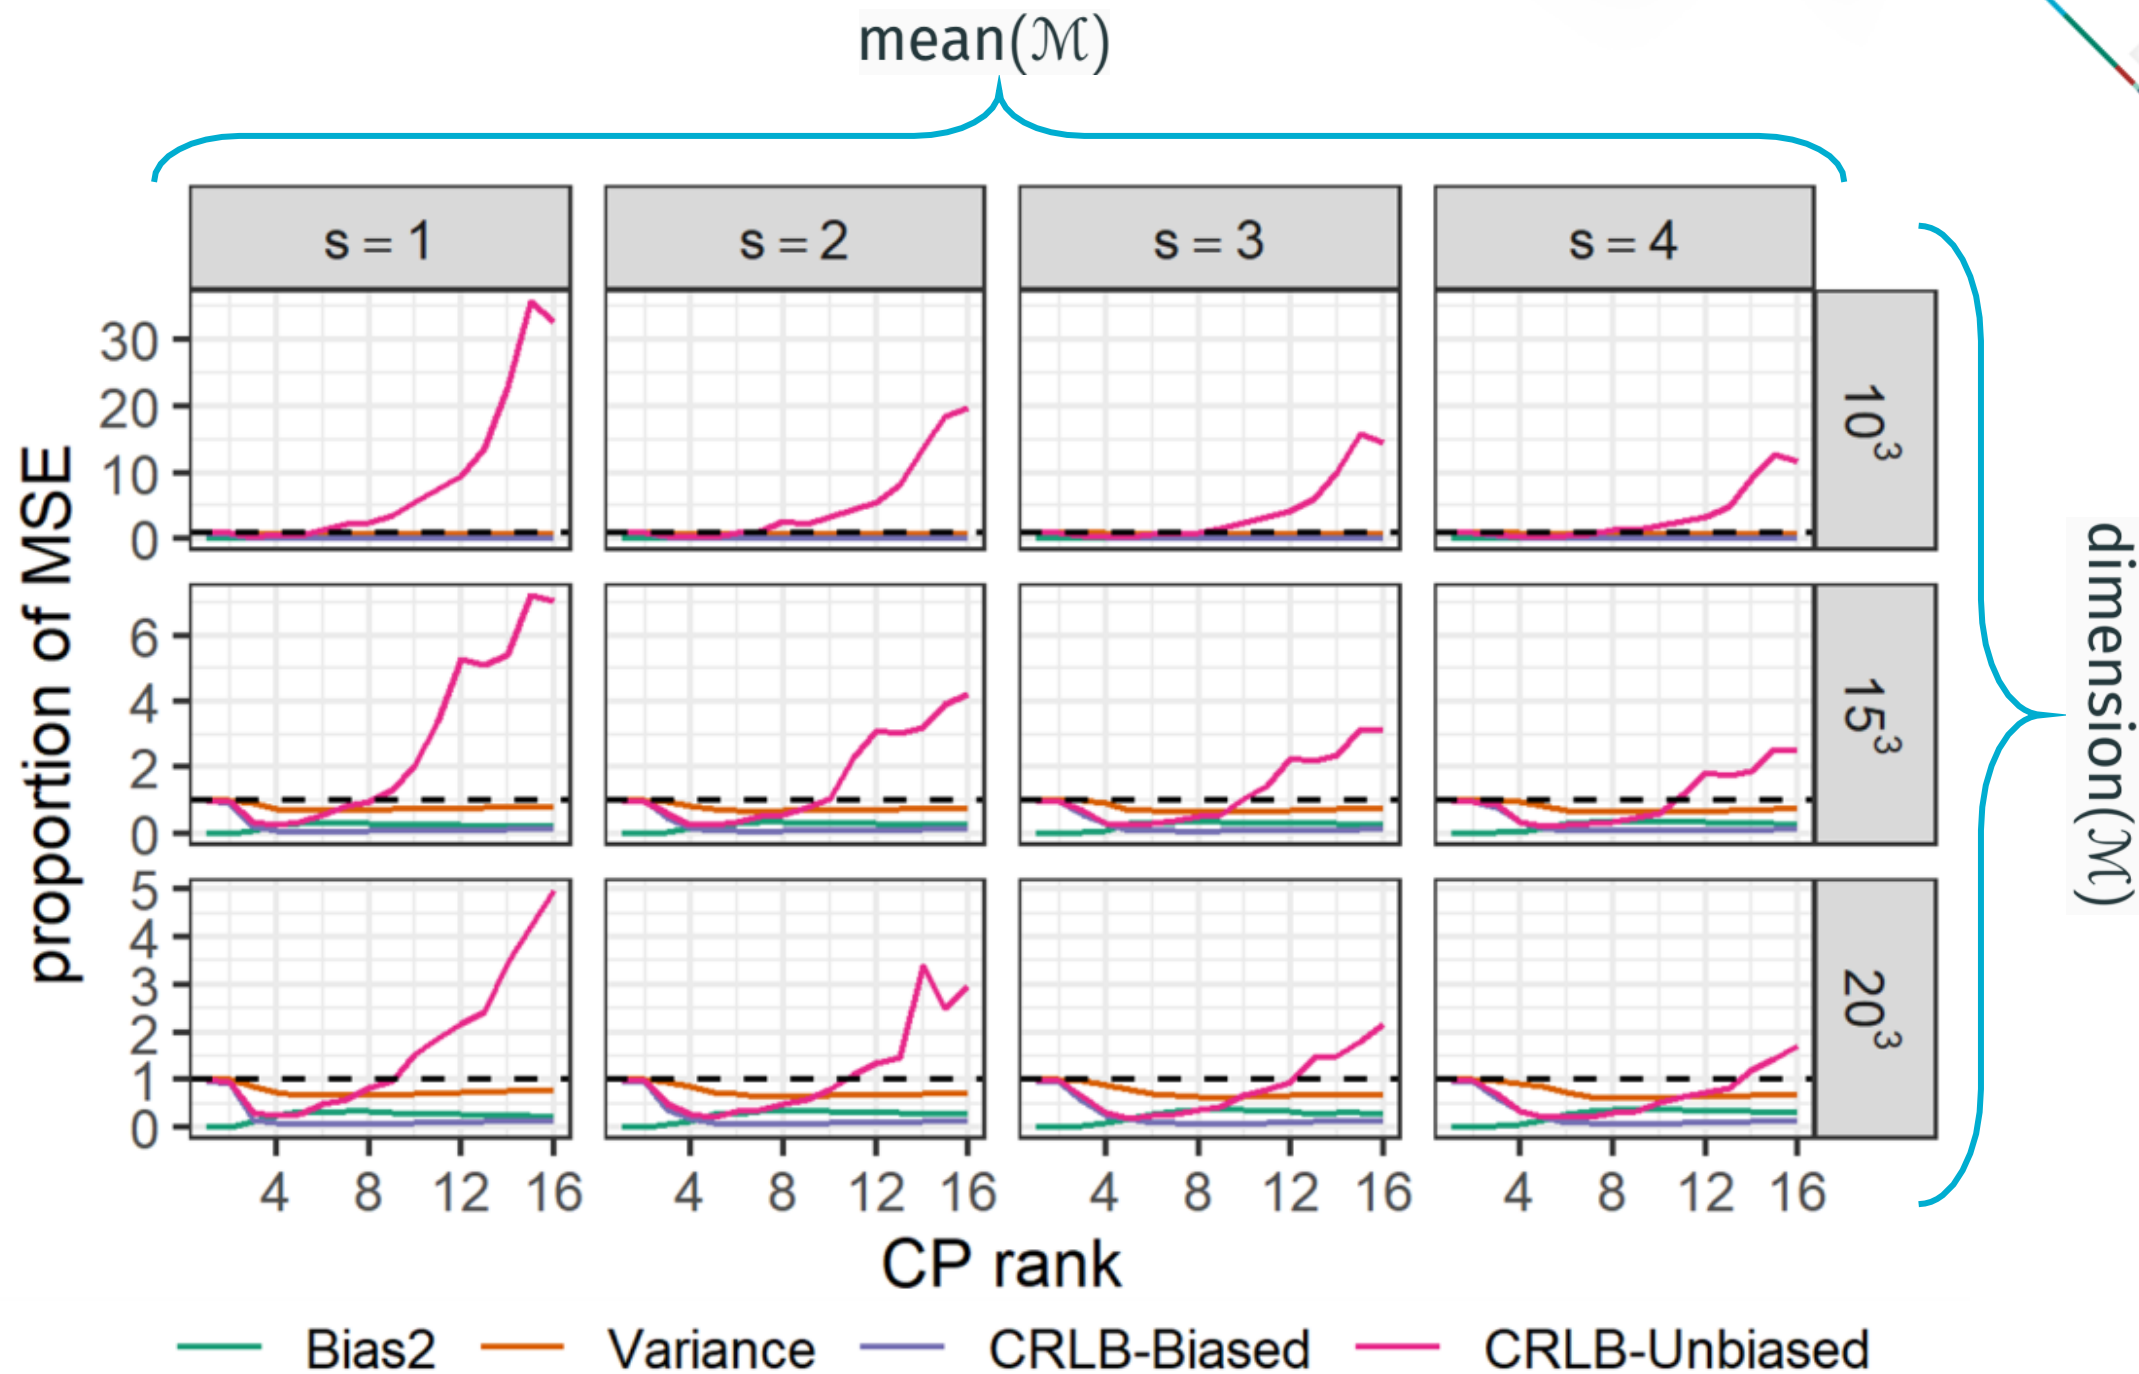 mean(ℳ)
s = 1
s = 2
s = 3
s = 4
proportion of MSE
30
20
10
0
10³
6
4
2
0
15³
5
4
3
2
1
0
20³
dimension(ℳ)
4 8 12 16
4 8 12 16
4 8 12 16
4 8 12 16
CP rank
Bias2 Variance CRLB-Biased CRLB-Unbiased